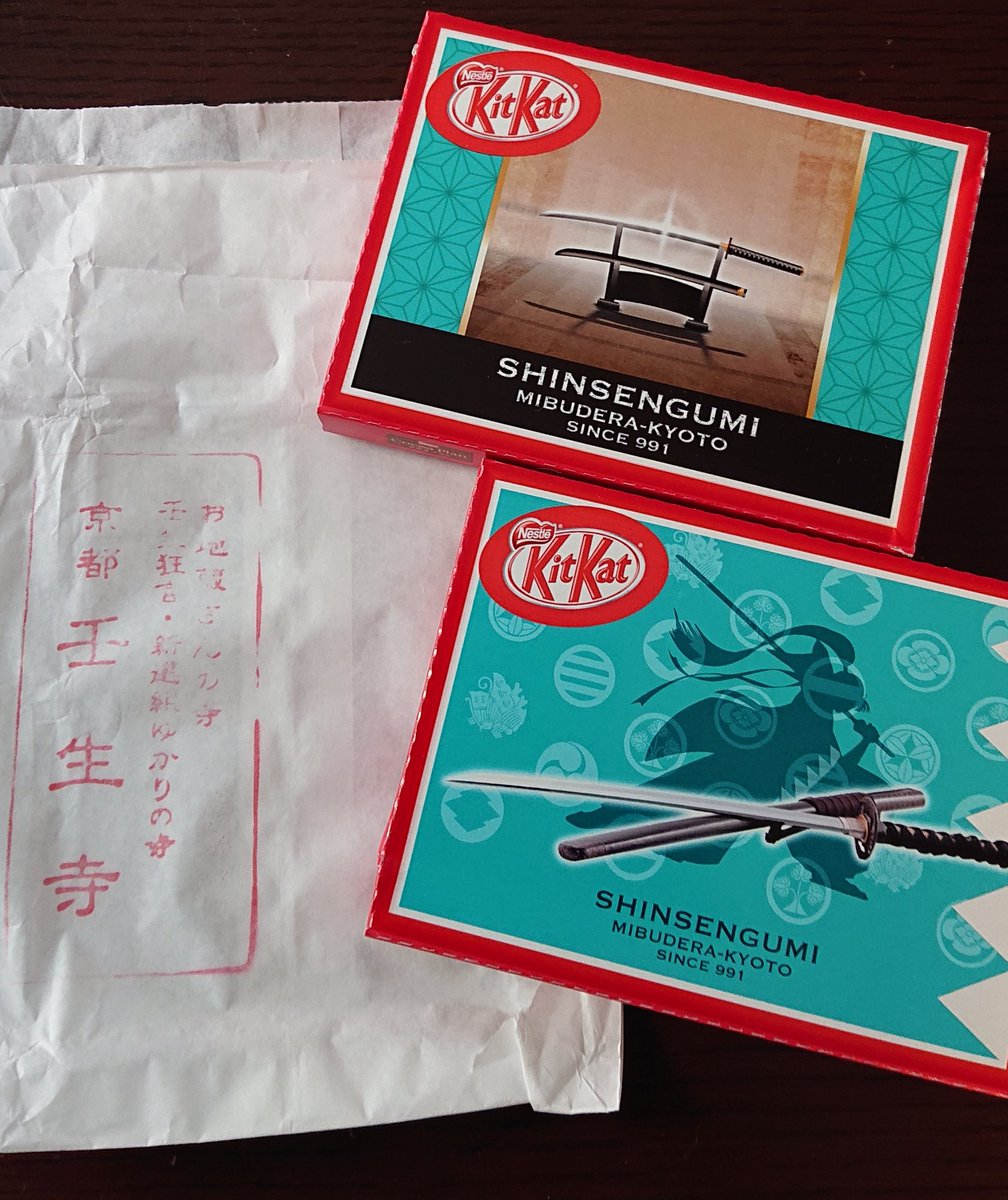 お地蔵さんの寺
壬生狂言・新選組ゆかりの寺
京都 壬生寺
Nestlé
KitKat
SHINSENGUMI
MIBUDERA-KYOTO
SINCE 991
Nestlé
KitKat
SHINSENGUMI
MIBUDERA-KYOTO
SINCE 991